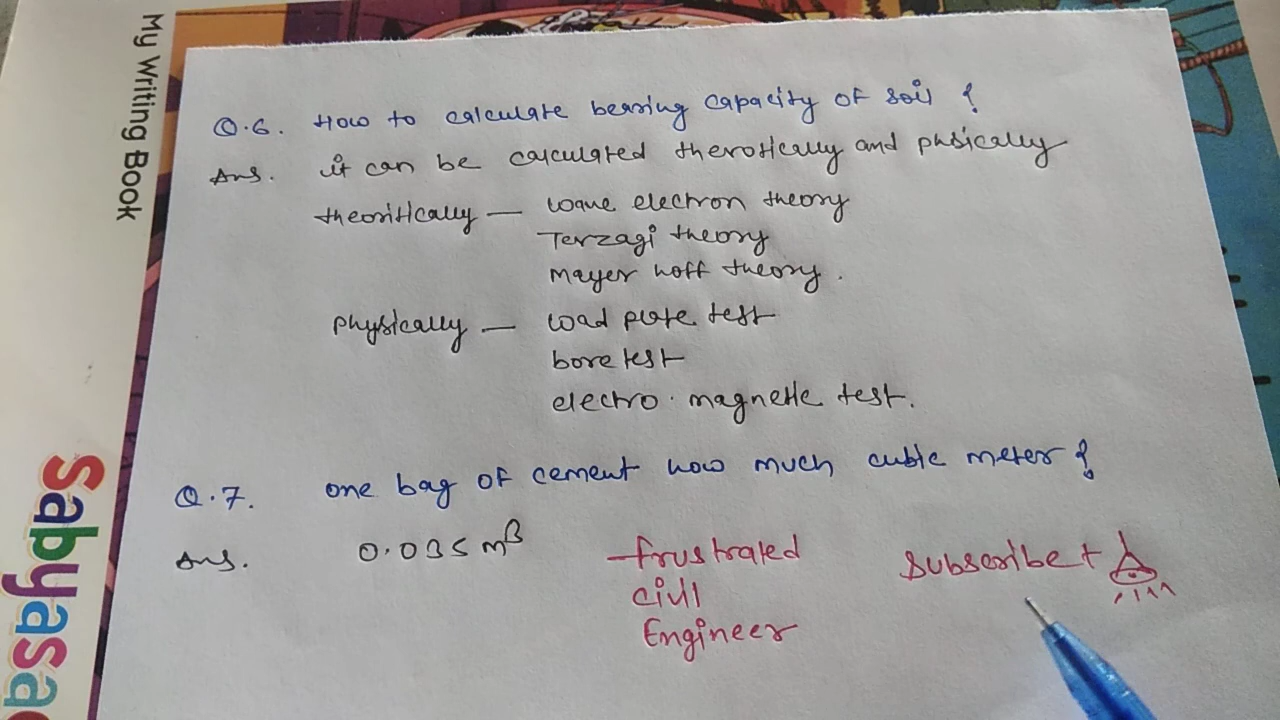 My Writing Book
Sabyasa
Q.6. How to calculate bearing capacity of soil ?
Ans. it can be calculated therotically and phsically
theoritically — wave electron theory
Terzagi theory
Mayer hoff theory.
physically — load plate test
bore test
electro. magnetic test.
Q.7. one bag of cement how much cubic meter ?
Ans. 0.035 m3
frustrated
civil
Engineer
Subscribe +